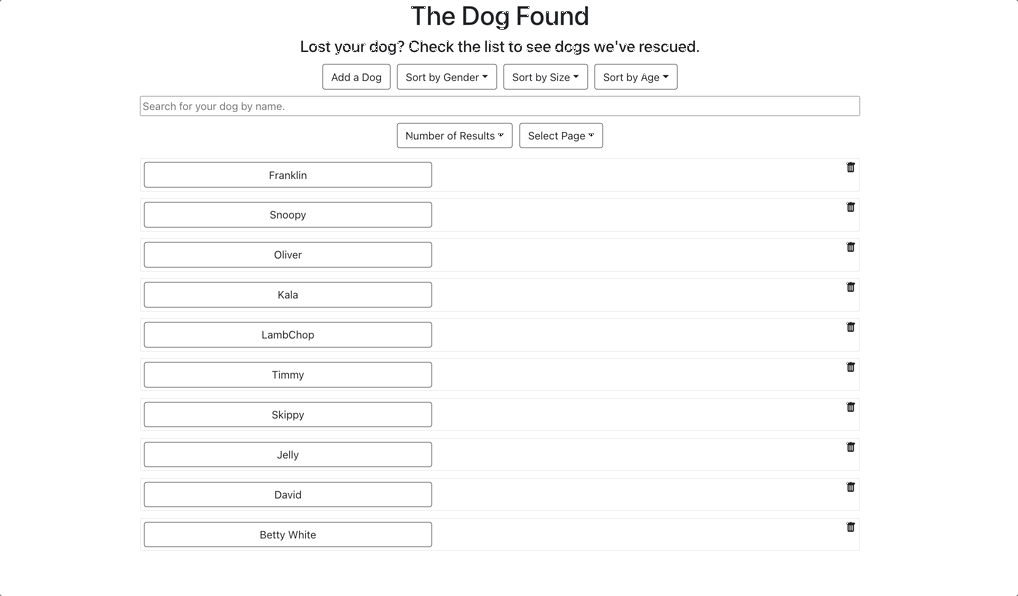 The Dog Found
Lost your dog? Check the list to see dogs we've rescued.
Add a Dog Sort by Gender Sort by Size Sort by Age
Search for your dog by name.
Number of Results Select Page
Franklin
Snoopy
Oliver
Kala
LambChop
Timmy
Skippy
Jelly
David
Betty White